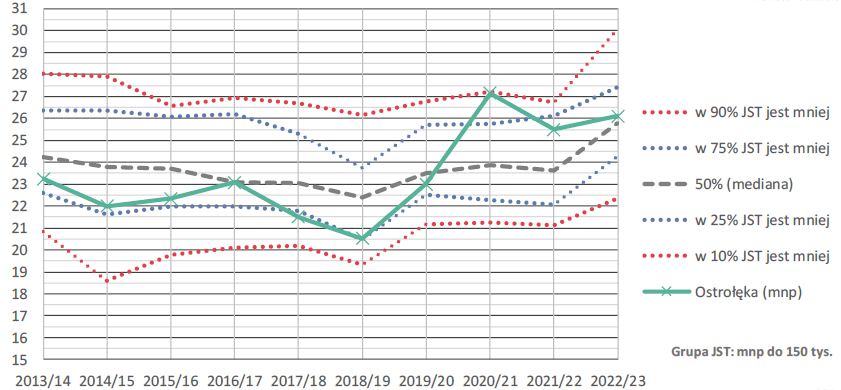 31
30
29
28
27
26
25
24
23
22
21
20
19
18
17
16
15
2013/14 2014/15 2015/16 2016/17 2017/18 2018/19 2019/20 2020/21 2021/22 2022/23
w 90% JST jest mniej
w 75% JST jest mniej
50% (mediana)
w 25% JST jest mniej
w 10% JST jest mniej
Ostrołęka (mnp)
Grupa JST: mnp do 150 tys.